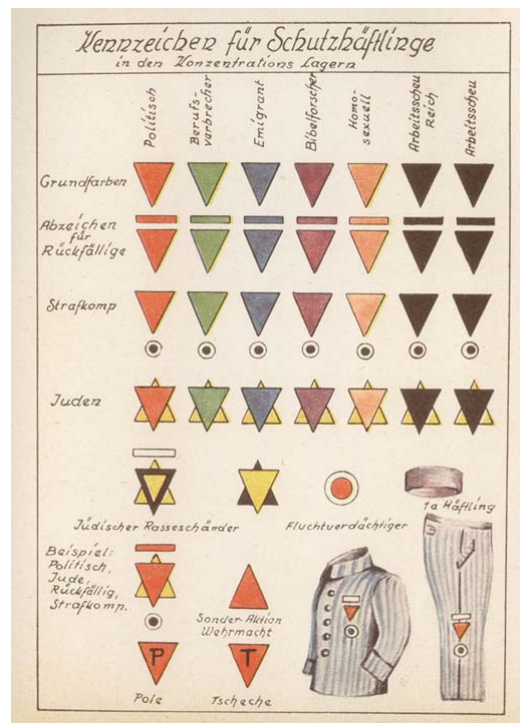 Kennzeichen für Schutzhäftlinge
in den Konzentrations Lagern
Politisch
Berufs-
verbrecher
Emigrant
Bibelforscher
Homo-
sexuell
Arbeitsscheu
Reich
Arbeitsscheu
Grundfarben
Abzeichen
für
Rückfällige
Strafkomp
Juden
Jüdischer Rasseschänder
Fluchtverdächtiger
1a Häftling
Beispiel:
Politisch,
Jude,
Rückfällig,
Strafkomp.
Sonder-Aktion
Wehrmacht
P
T
Pole
Tscheche